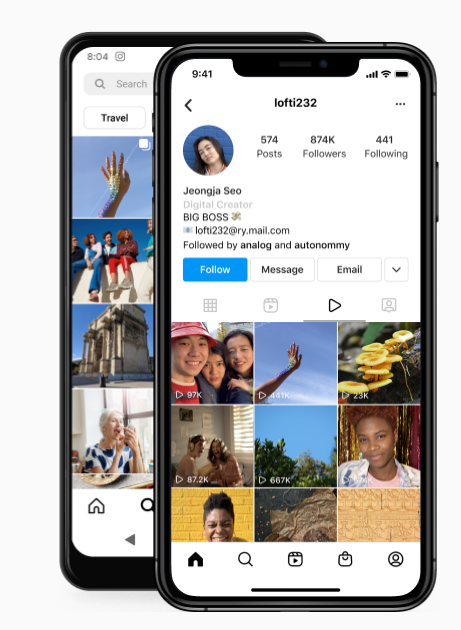 8:04
Search
Travel
9:41
lofti232
574 874K 441
Posts Followers Following
Jeongja Seo
Digital Creator
BIG BOSS
lofti232@ry.mail.com
Followed by analog and autonommy
Follow Message Email
97K 441K 23K
87.2K 667K